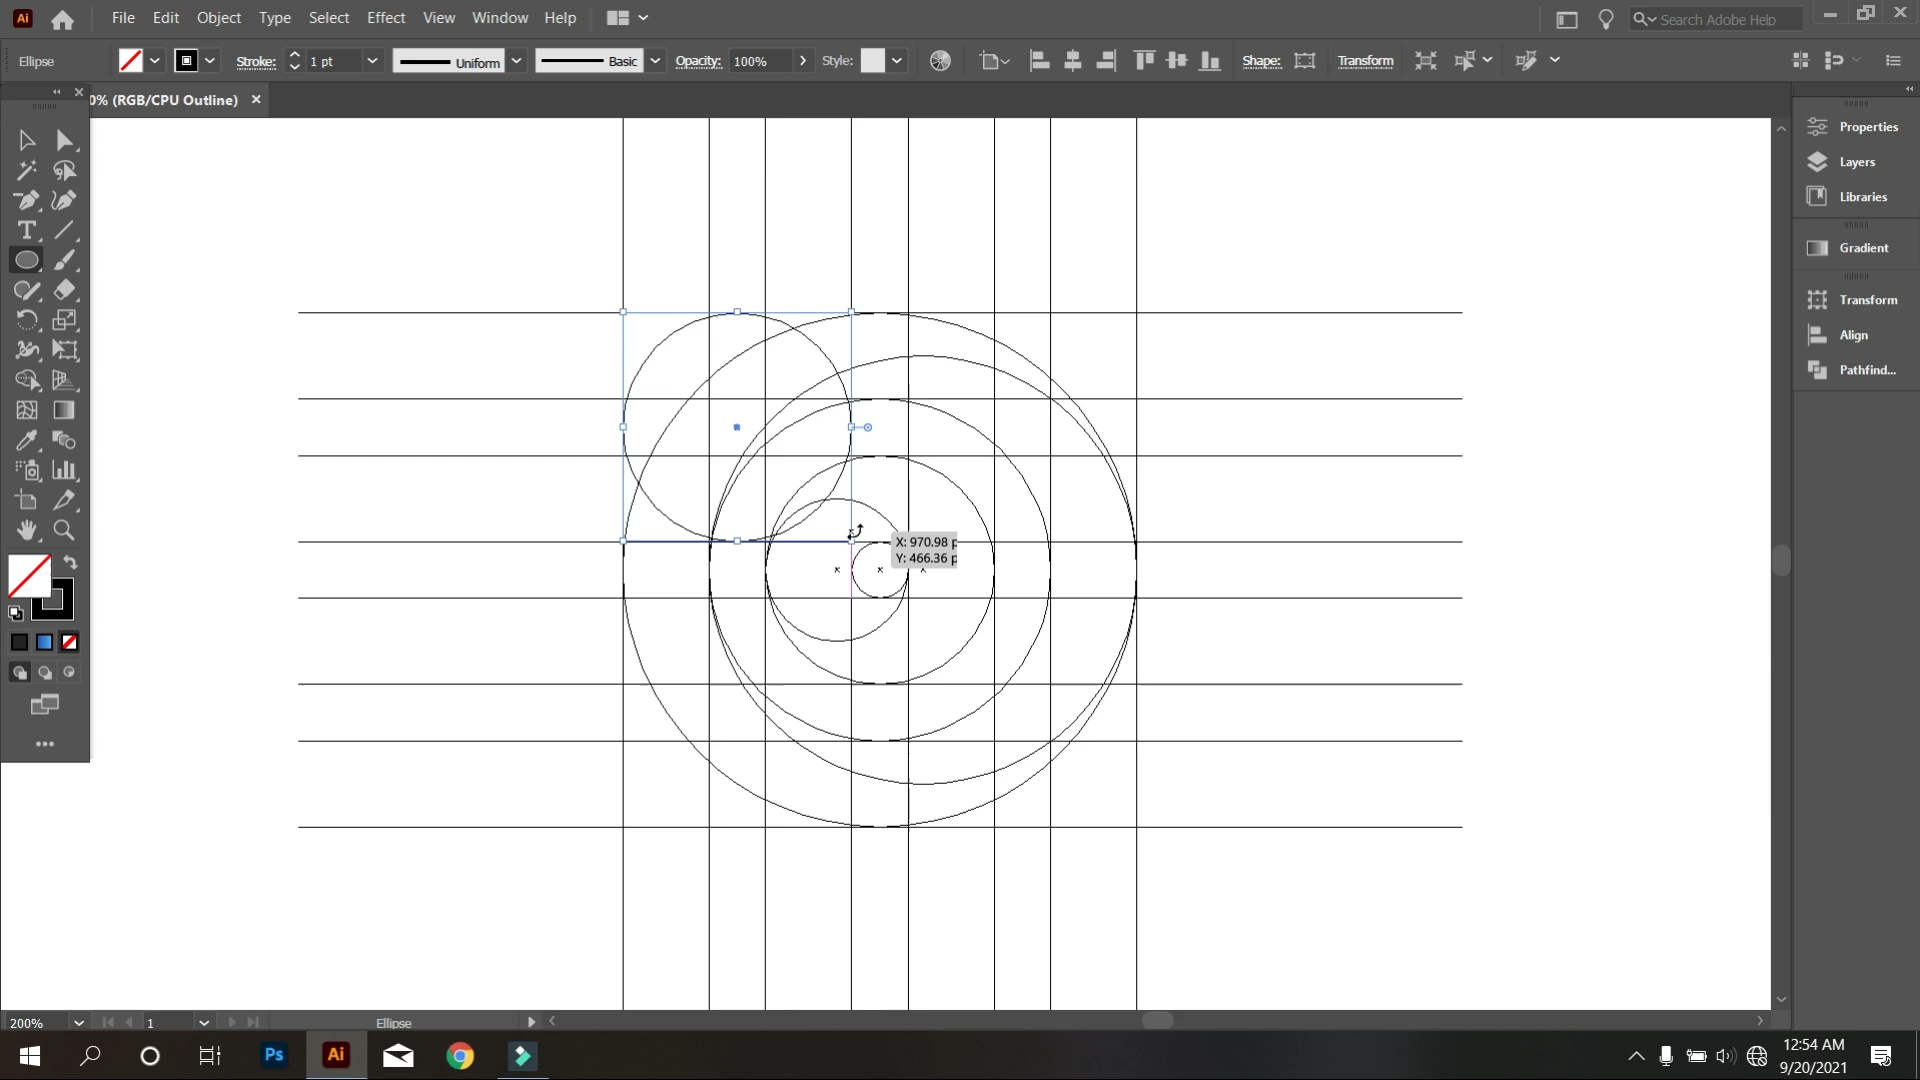 Ai File Edit Object Type Select Effect View Window Help Search Adobe Help
Ellipse Stroke: 1 pt Uniform Basic Opacity: 100% Style: Shape: Transform
0% (RGB/CPU Outline) ×
Properties
Layers
Libraries
Gradient
Transform
Align
Pathfind...
X: 970.98 p
Y: 466.36 p
200% 1 Ellipse
Ps Ai
12:54 AM
9/20/2021